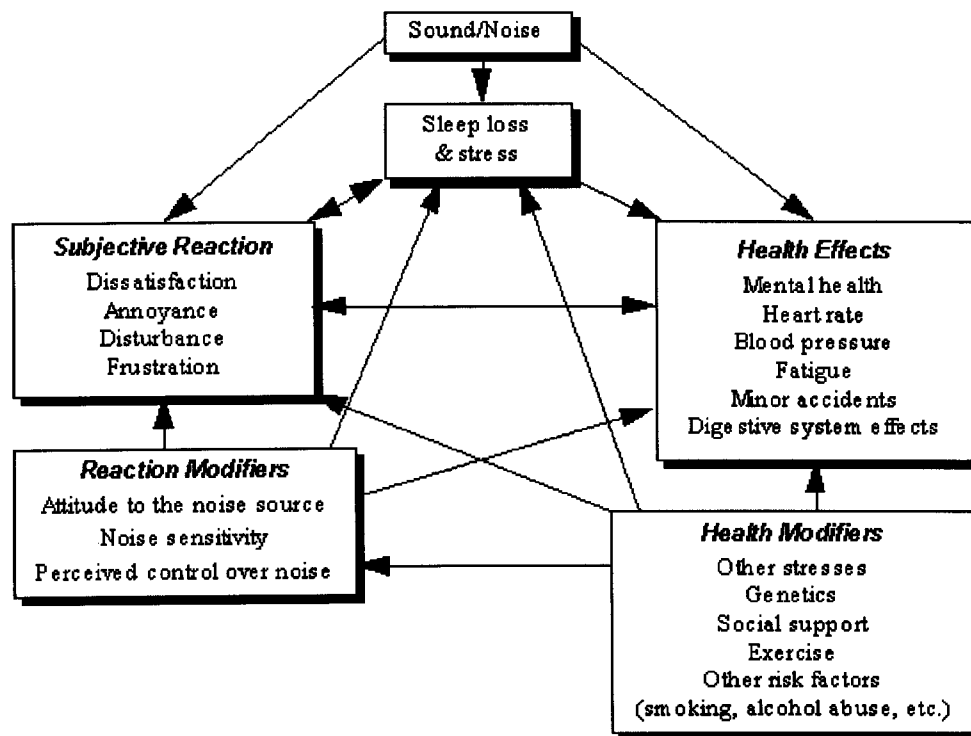 Sound/Noise
Sleep loss
& stress
Subjective Reaction
Dissatisfaction
Annoyance
Disturbance
Frustration
Health Effects
Mental health
Heart rate
Blood pressure
Fatigue
Minor accidents
Digestive system effects
Reaction Modifiers
Attitude to the noise source
Noise sensitivity
Perceived control over noise
Health Modifiers
Other stresses
Genetics
Social support
Exercise
Other risk factors
(smoking, alcohol abuse, etc.)